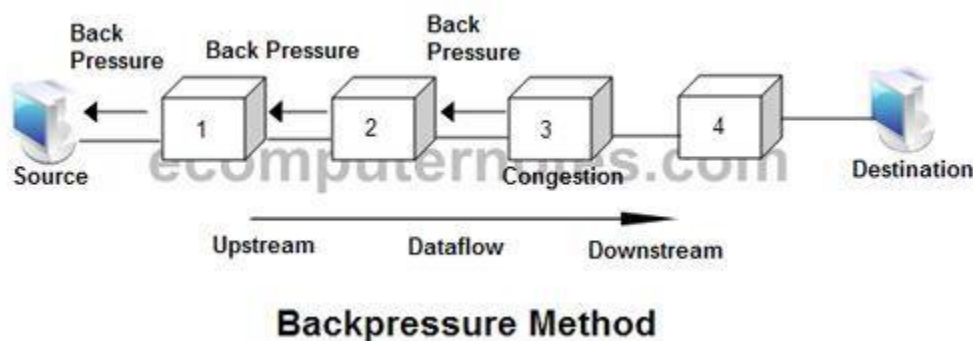 Back
Pressure
Back Pressure
Back
Pressure
1
2
3
4
ecomputernotes.com
Source
Congestion
Destination
Upstream
Dataflow
Downstream
Backpressure Method